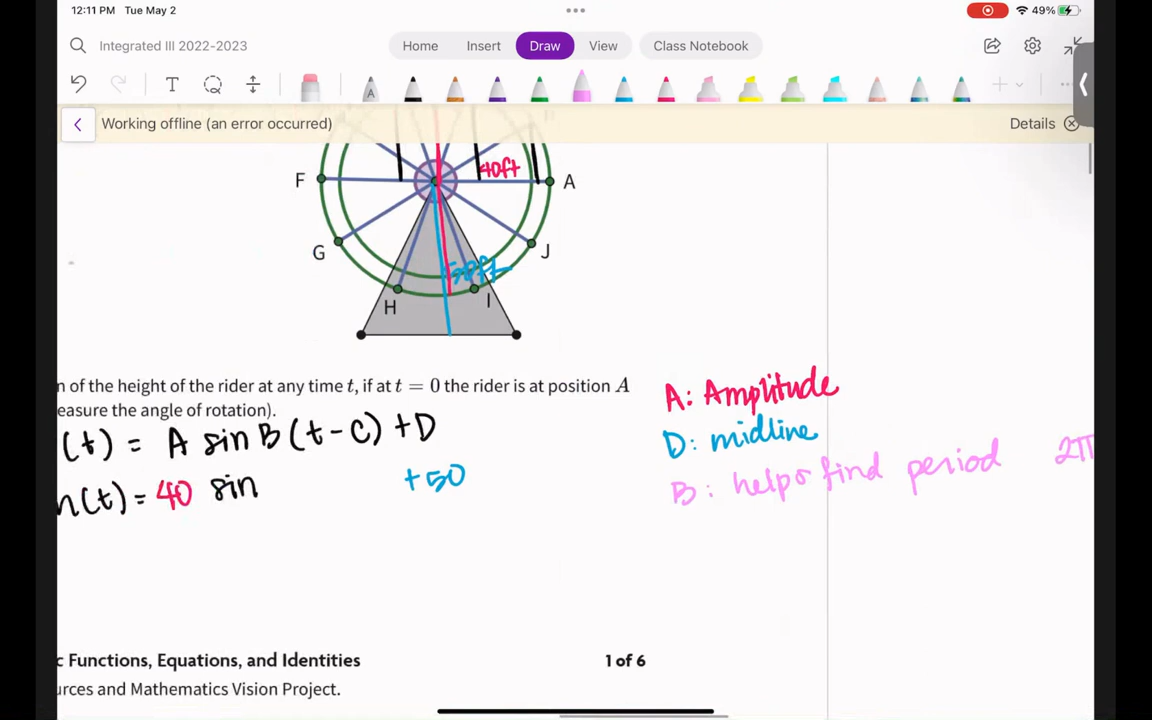 12:11 PM Tue May 2
49%
Integrated III 2022-2023
Home Insert Draw View Class Notebook
T
A
Working offline (an error occurred) Details
40ft
F
A
G
J
H
I
n of the height of the rider at any time t, if at t = 0 the rider is at position A
easure the angle of rotation).
(t) = A sin B (t - C) + D
h(t) = 40 sin +50
A: Amplitude
D: midline
B: helps find period 2π
c Functions, Equations, and Identities 1 of 6
urces and Mathematics Vision Project.